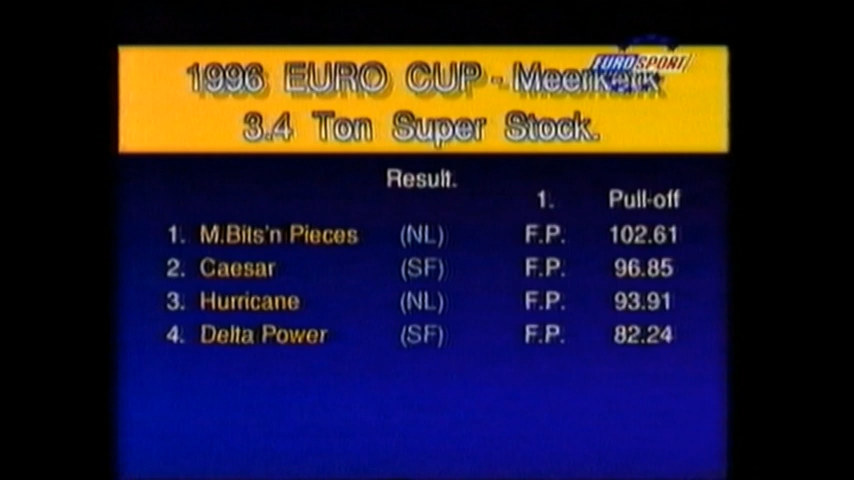 1996 EURO CUP - Meerkerk
EUROSPORT
3.4 Ton Super Stock.
Result.
1. Pull-off
1. M.Bits'n Pieces (NL) F.P. 102.61
2. Caesar (SF) F.P. 96.85
3. Hurricane (NL) F.P. 93.91
4. Delta Power (SF) F.P. 82.24